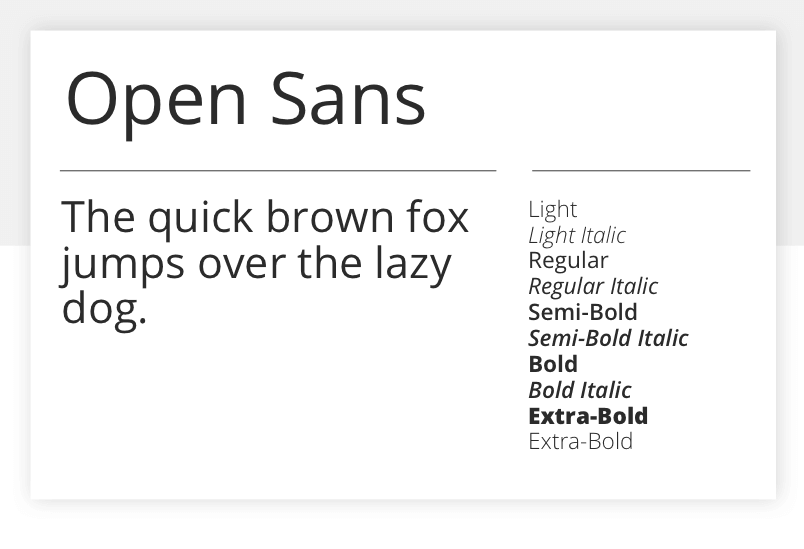 Open Sans
The quick brown fox
jumps over the lazy
dog.
Light
Light Italic
Regular
Regular Italic
Semi-Bold
Semi-Bold Italic
Bold
Bold Italic
Extra-Bold
Extra-Bold